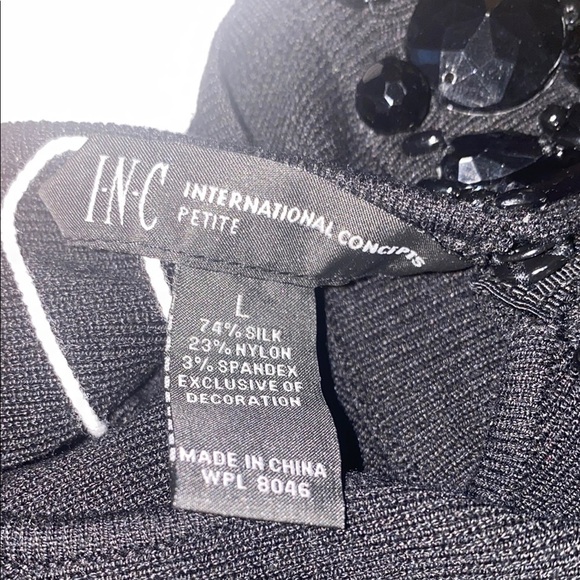 I·N·C INTERNATIONAL CONCEPTS
PETITE
L
74% SILK
23% NYLON
3% SPANDEX
EXCLUSIVE OF
DECORATION
MADE IN CHINA
WPL 8046